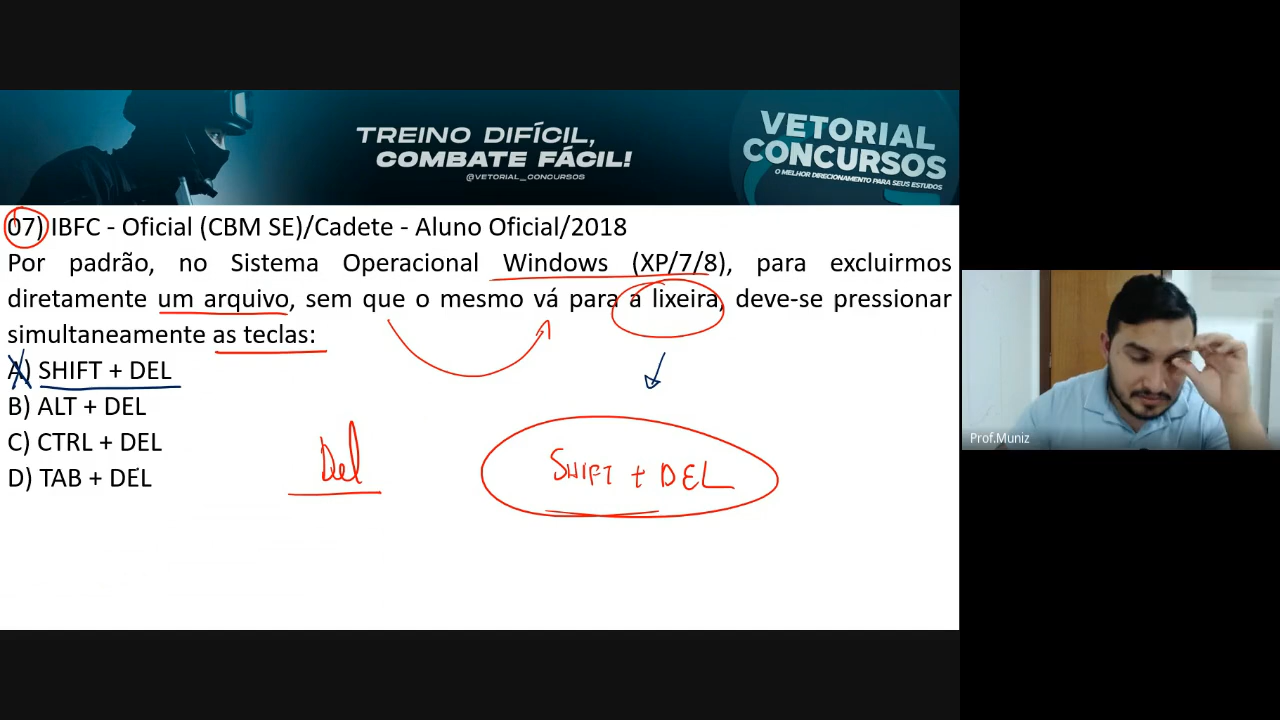 TREINO DIFÍCIL,
COMBATE FÁCIL!
@VETORIAL_CONCURSOS
VETORIAL
CONCURSOS
O MELHOR DIRECIONAMENTO PARA SEUS ESTUDOS
07) IBFC - Oficial (CBM SE)/Cadete - Aluno Oficial/2018
Por padrão, no Sistema Operacional Windows (XP/7/8), para excluirmos
diretamente um arquivo, sem que o mesmo vá para a lixeira, deve-se pressionar
simultaneamente as teclas:
A) SHIFT + DEL
B) ALT + DEL
C) CTRL + DEL
D) TAB + DEL
Del
SHIFT + DEL
Prof.Muniz